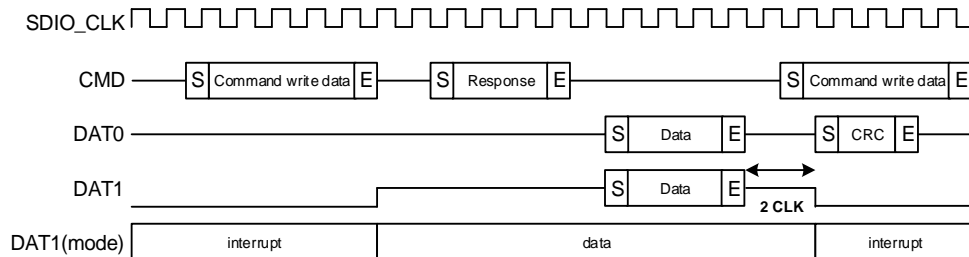 SDIO_CLK
CMD S Command write data E S Response E S Command write data E
DAT0 S Data E S CRC E
DAT1 S Data E 2 CLK
DAT1(mode) interrupt data interrupt